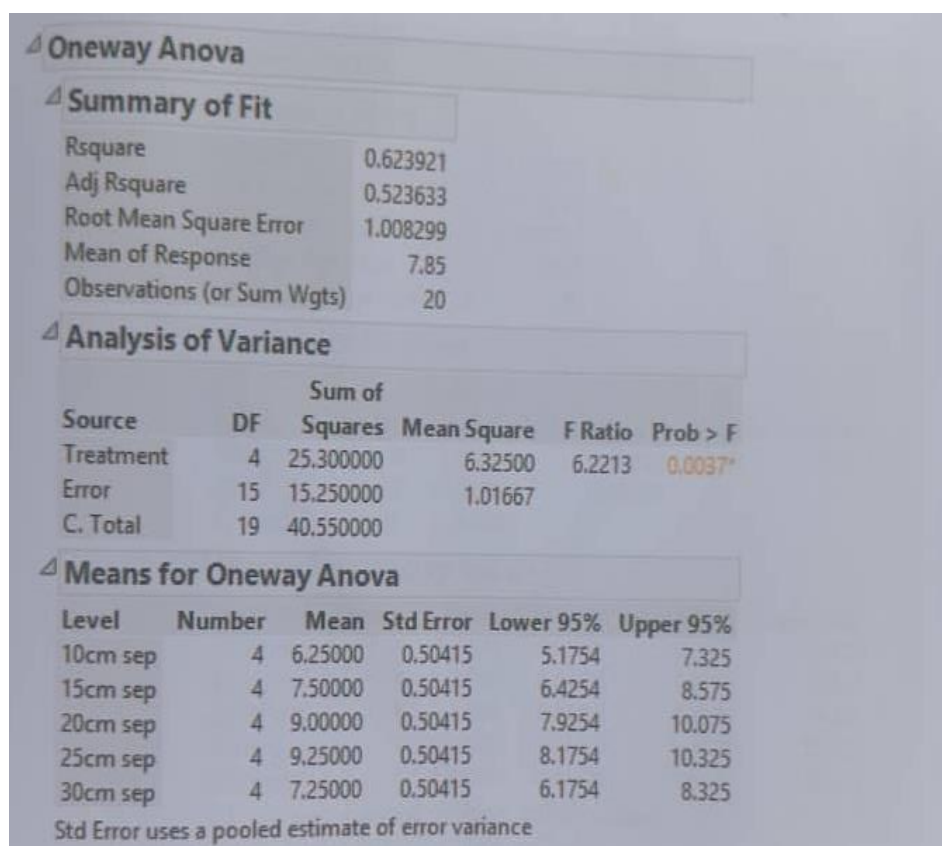 Oneway Anova
Summary of Fit
Rsquare 0.623921
Adj Rsquare 0.523633
Root Mean Square Error 1.008299
Mean of Response 7.85
Observations (or Sum Wgts) 20
Analysis of Variance
Sum of
Source DF Squares Mean Square F Ratio Prob > F
Treatment 4 25.300000 6.32500 6.2213 0.0037*
Error 15 15.250000 1.01667
C. Total 19 40.550000
Means for Oneway Anova
Level Number Mean Std Error Lower 95% Upper 95%
10cm sep 4 6.25000 0.50415 5.1754 7.325
15cm sep 4 7.50000 0.50415 6.4254 8.575
20cm sep 4 9.00000 0.50415 7.9254 10.075
25cm sep 4 9.25000 0.50415 8.1754 10.325
30cm sep 4 7.25000 0.50415 6.1754 8.325
Std Error uses a pooled estimate of error variance